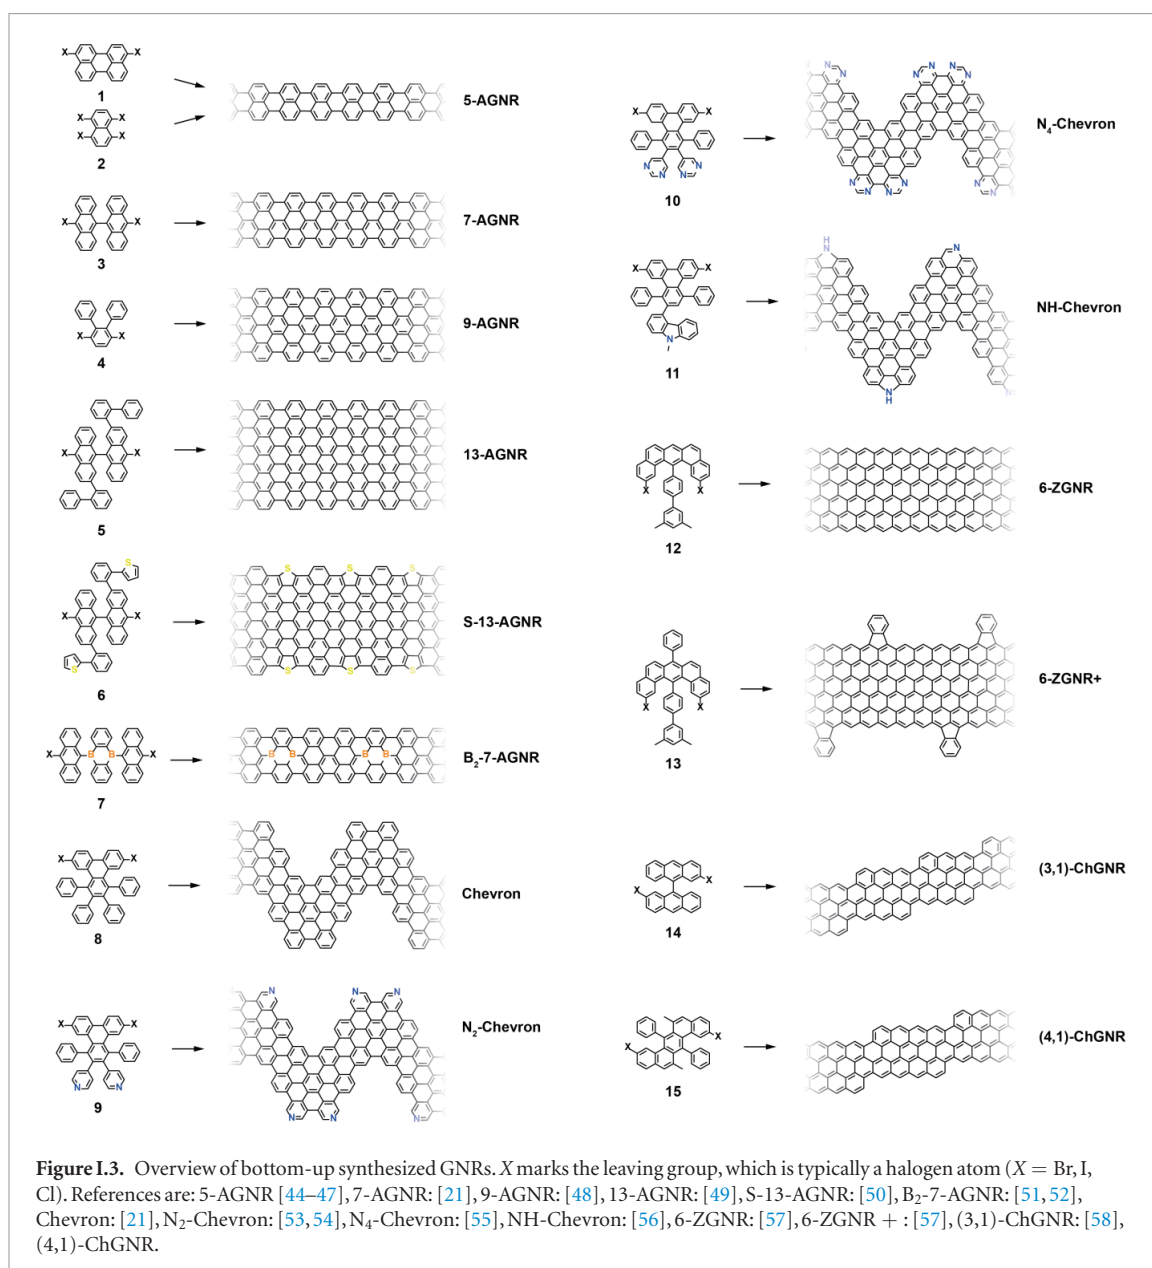 X X
1
X X
X X
2
5-AGNR
X X
3
7-AGNR
X X
4
9-AGNR
X X
5
13-AGNR
S
X X
S
6
S S S
S S S
S-13-AGNR
X B B X
7
B B B B
B₂-7-AGNR
X X
8
Chevron
X X
N N
9
N N N
N N N
N₂-Chevron
X X
N N
N N
10
N N N N N N
N N N N N N
N₄-Chevron
X X
N
11
H
N
N
N
H
N
NH-Chevron
X X
12
6-ZGNR
X X
13
6-ZGNR+
X
X
14
(3,1)-ChGNR
X
X
15
(4,1)-ChGNR
Figure I.3. Overview of bottom-up synthesized GNRs. X marks the leaving group, which is typically a halogen atom (X = Br, I,
Cl). References are: 5-AGNR [44–47], 7-AGNR: [21], 9-AGNR: [48], 13-AGNR: [49], S-13-AGNR: [50], B₂-7-AGNR: [51, 52],
Chevron: [21], N₂-Chevron: [53, 54], N₄-Chevron: [55], NH-Chevron: [56], 6-ZGNR: [57], 6-ZGNR + : [57], (3,1)-ChGNR: [58],
(4,1)-ChGNR.